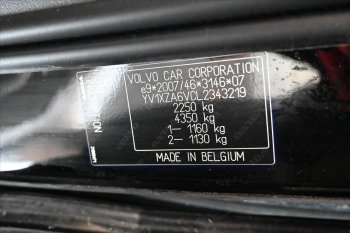 VOLVO CAR CORPORATION
e9*2007/46*3146*07
YV1XZA6VCL2343219
2250 kg
4350 kg
1- 1160 kg
2- 1130 kg
MADE IN BELGIUM